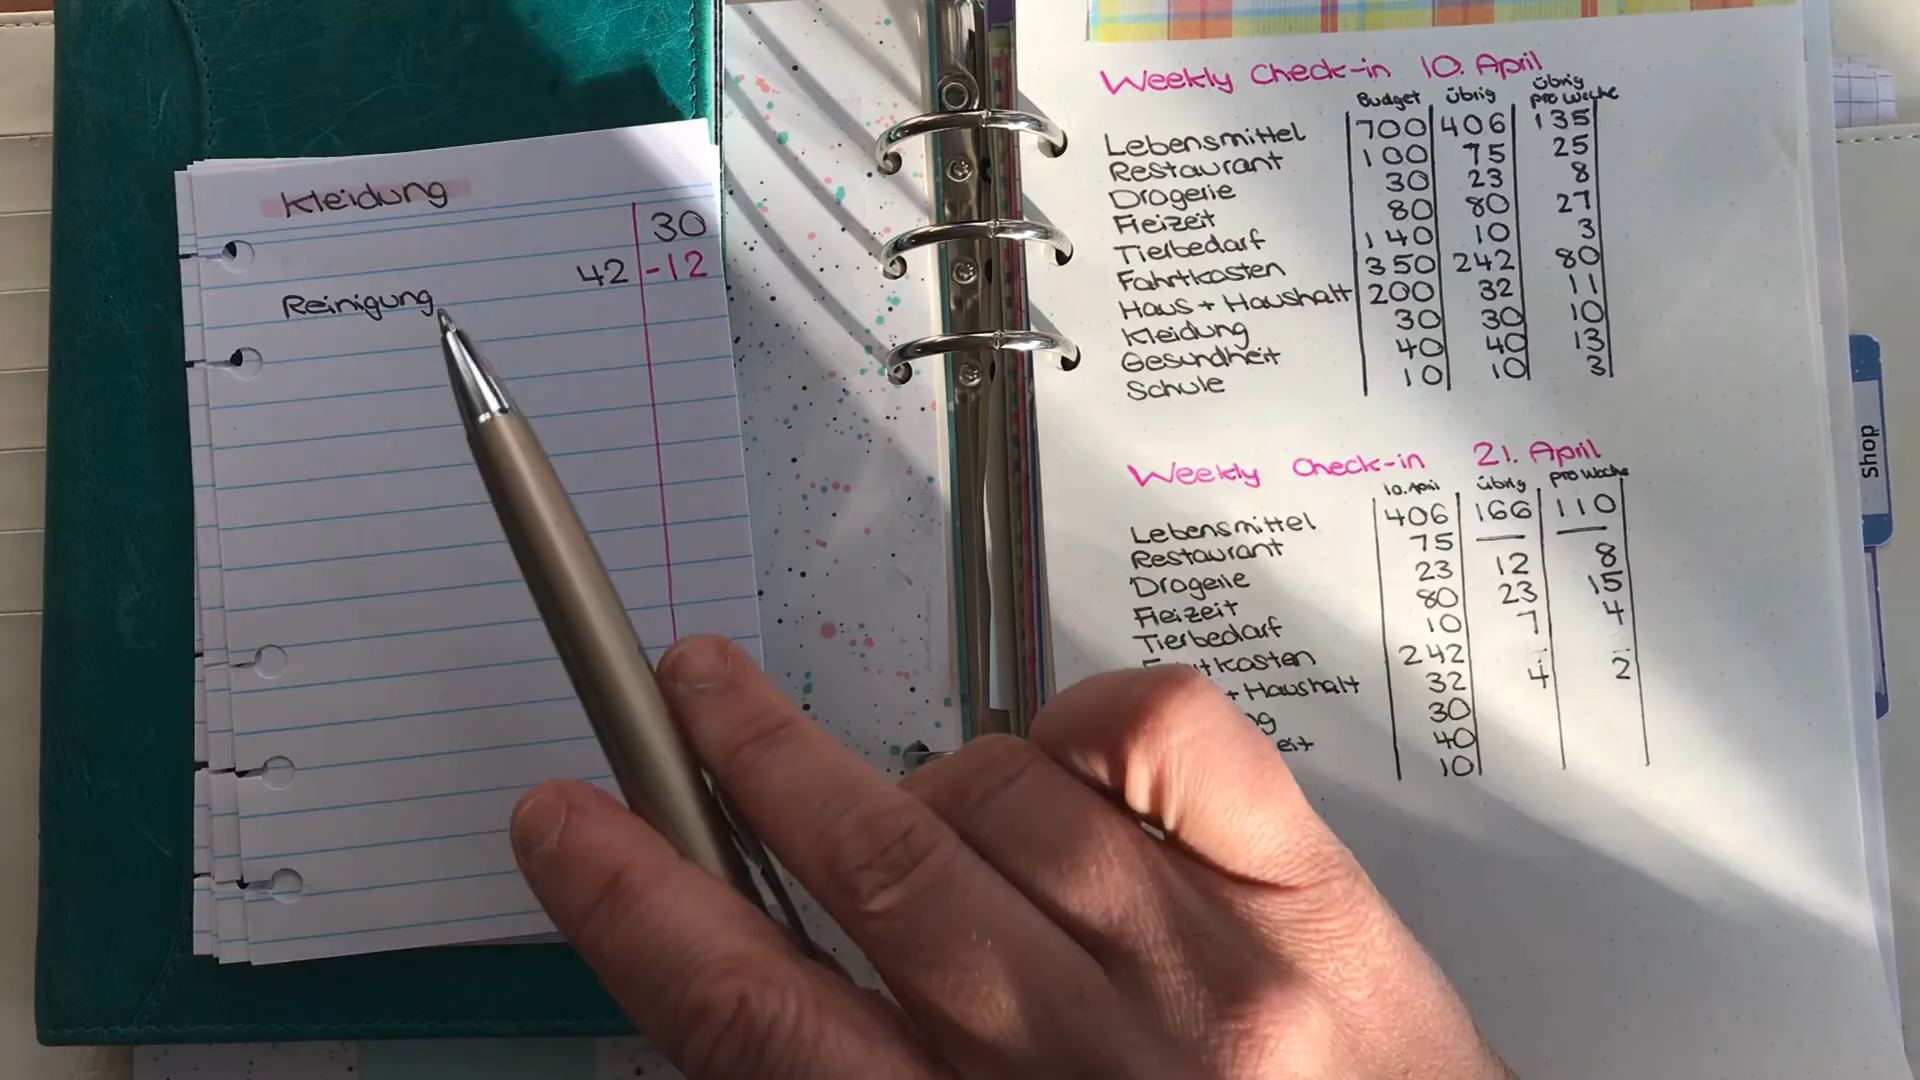 Kleidung
30
42 -12
Reinigung
Weekly Check-in 10. April
Budget übrig übrig pro Woche
Lebensmittel 700 406 135
Restaurant 100 75 25
Drogerie 30 23 8
Freizeit 80 80 27
Tierbedarf 140 10 3
Fahrtkosten 350 242 80
Haus + Haushalt 200 32 11
Kleidung 30 30 10
Gesundheit 40 40 13
Schule 10 10 3
Weekly Check-in 21. April
10. April übrig pro Woche
Lebensmittel 406 166 110
Restaurant 75 — —
Drogerie 23 12 8
Freizeit 80 23 15
Tierbedarf 10 7 4
tkosten 242
+ Haushalt 32 4 2
ng 30
eit 40
10
shop